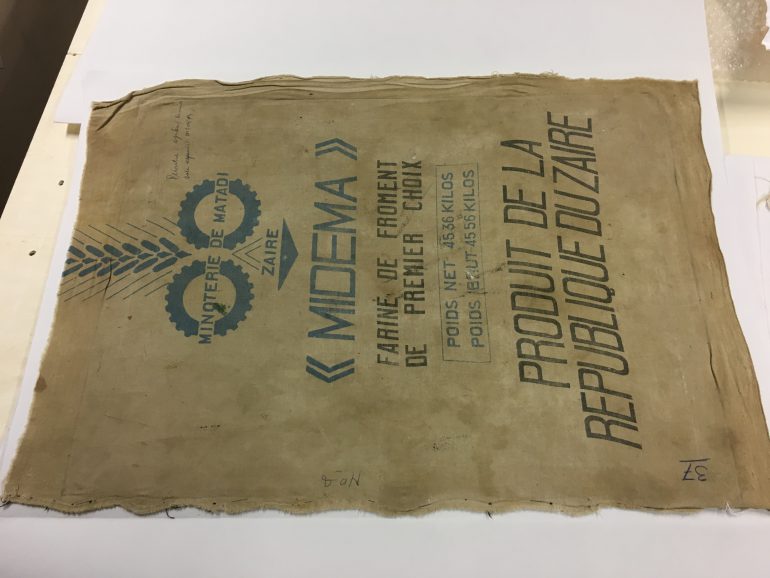 MINOTERIE DE MATADI
ZAIRE
« MIDEMA »
FARINE DE FROMENT
DE PREMIER CHOIX
POIDS NET 45.36 KILOS
POIDS BRUT 45.56 KILOS
PRODUIT DE LA
REPUBLIQUE DU ZAIRE
37